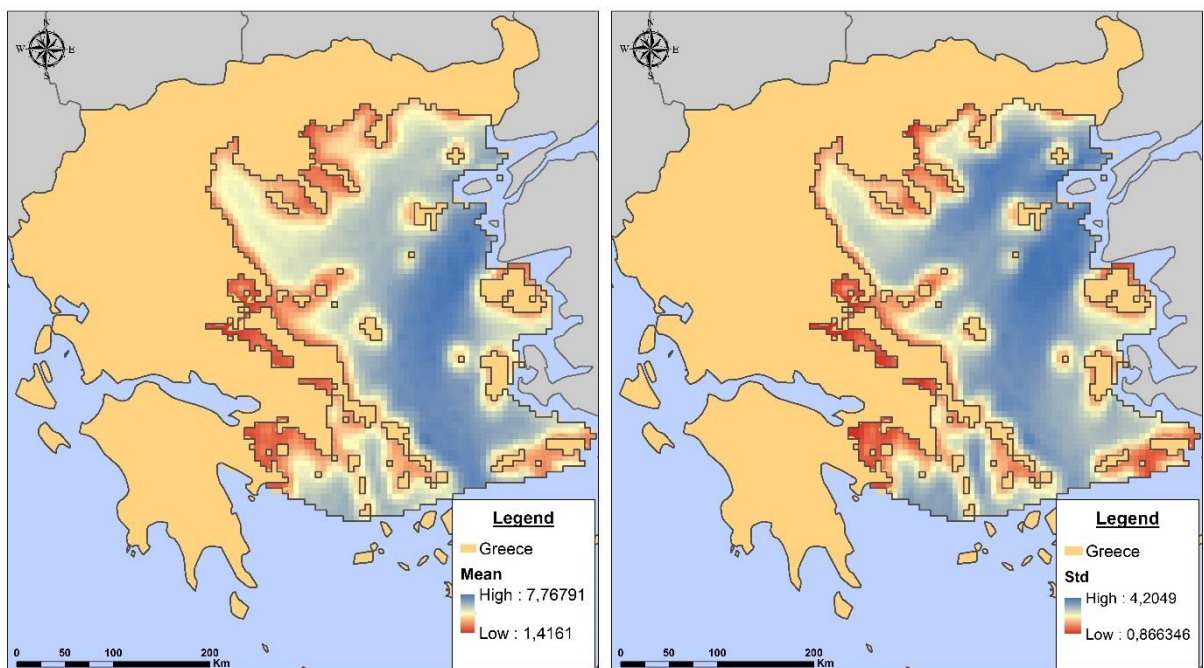 N
W E
S
Legend
Greece
Mean
High : 7,76791
Low : 1,4161
0 50 100 200
Km
N
W E
S
Legend
Greece
Std
High : 4,2049
Low : 0,866346
0 50 100 200
Km